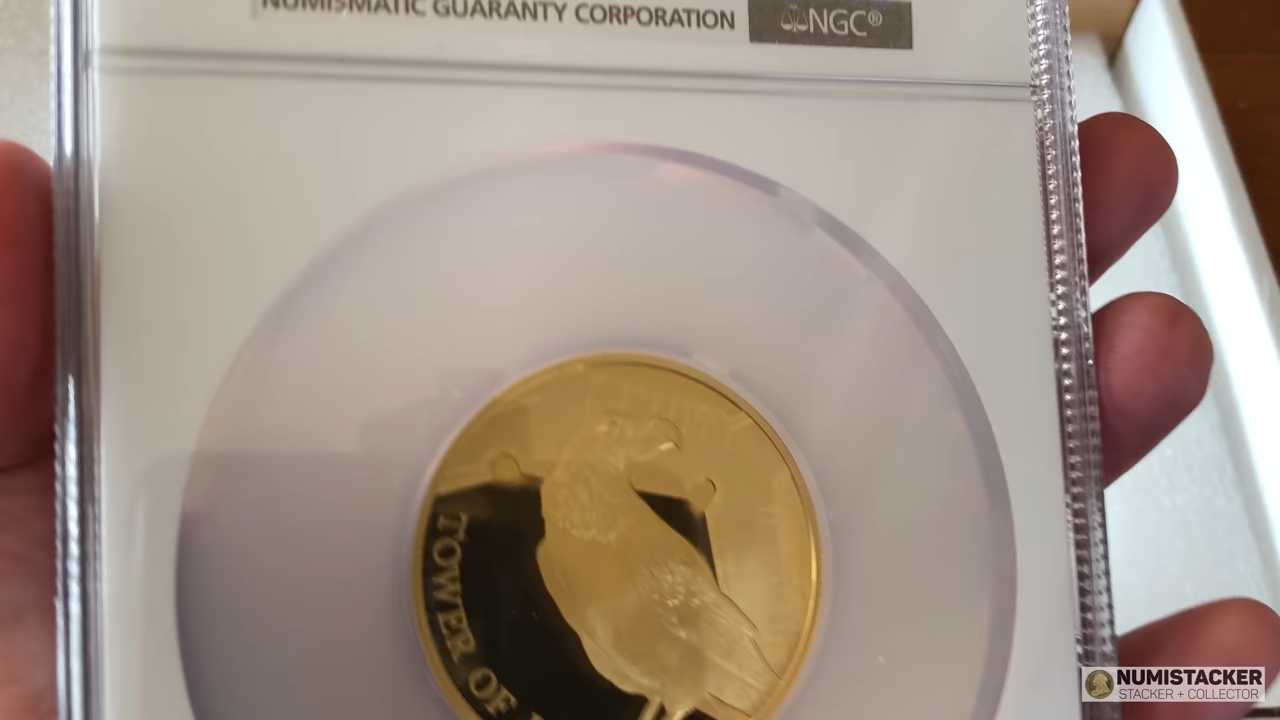 NUMISMATIC GUARANTY CORPORATION
NGC®
TOWER OF
NUMISTACKER
STACKER + COLLECTOR